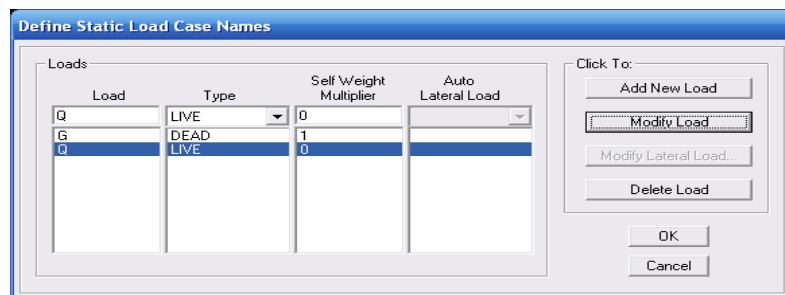 Define Static Load Case Names
Loads
Load Type Self Weight Multiplier Auto Lateral Load
Q LIVE 0
G DEAD 1
Q LIVE 0
Click To:
Add New Load
Modify Load
Modify Lateral Load...
Delete Load
OK
Cancel